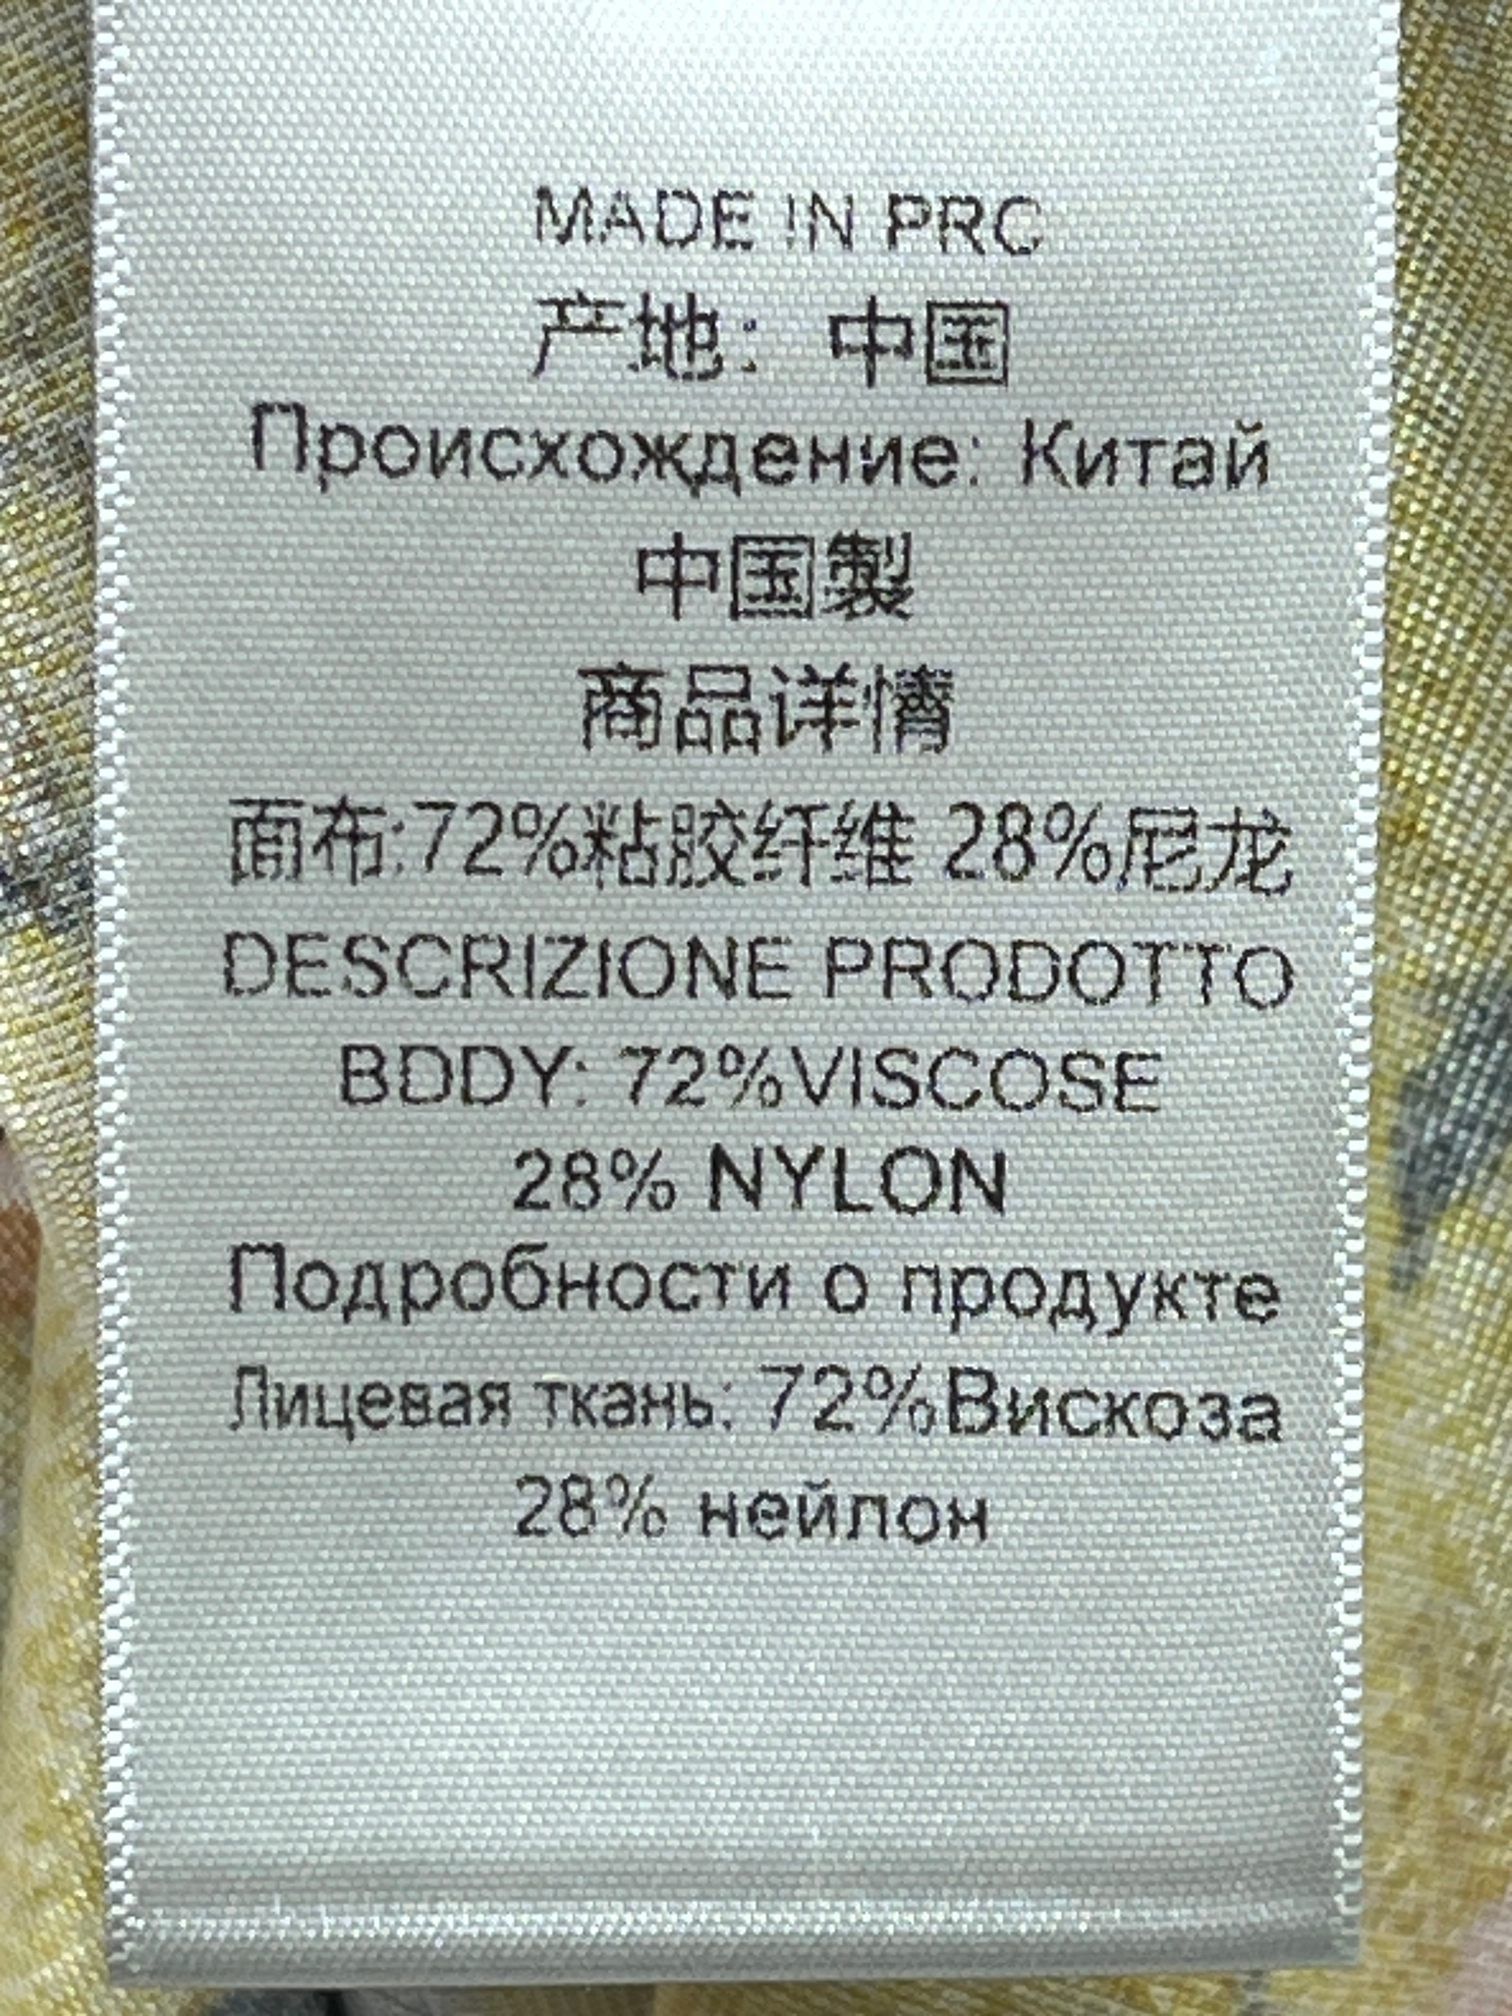 MADE IN PRC
产地：中国
Происхождение: Китай
中国製
商品详情
面布:72%粘胶纤维 28%尼龙
DESCRIZIONE PRODOTTO
BODY: 72%VISCOSE
28% NYLON
Подробности о продукте
Лицевая ткань: 72%Вискоза
28% нейлон